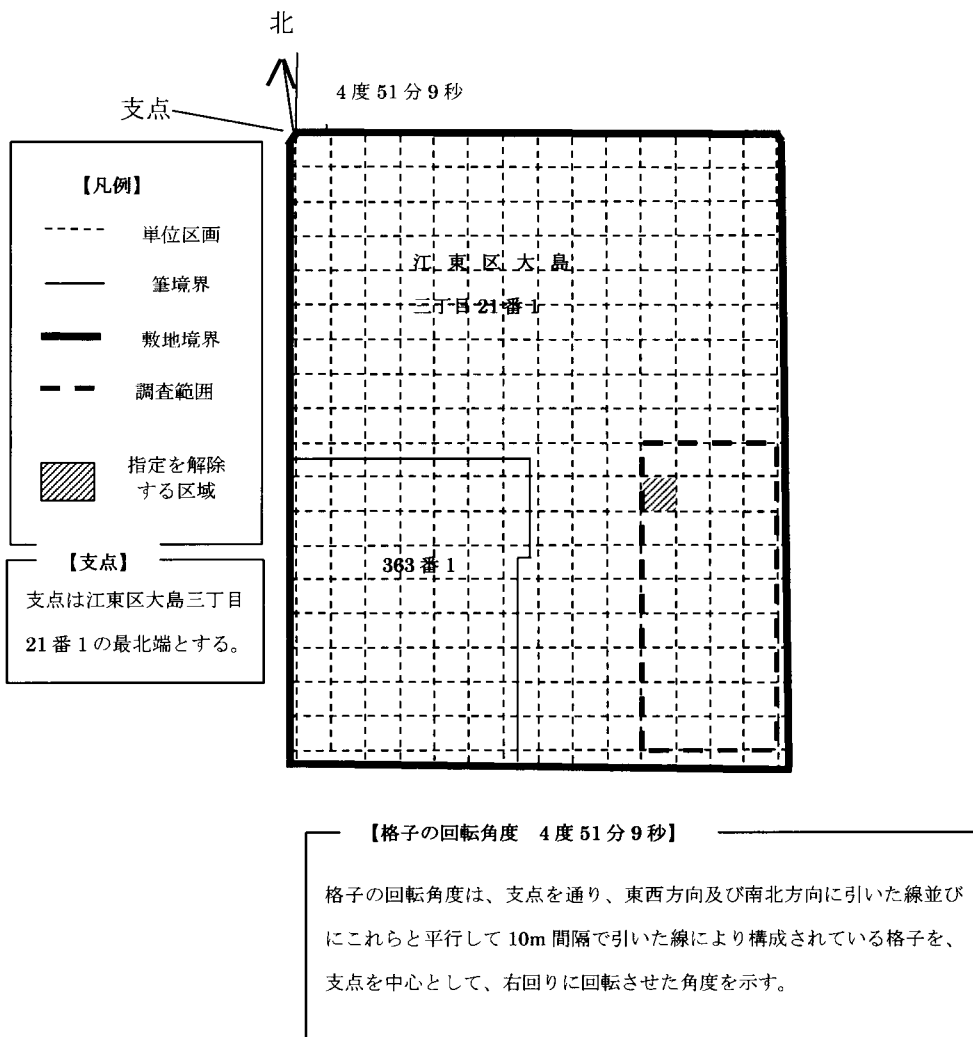 北
4度51分9秒
支点
【凡例】
単位区画
筆境界
敷地境界
調査範囲
指定を解除
する区域
【支点】
支点は江東区大島三丁目
21番1の最北端とする。
江東区大島
三丁目21番1
363番1
【格子の回転角度 4度51分9秒】
格子の回転角度は、支点を通り、東西方向及び南北方向に引いた線並び
にこれらと平行して10m間隔で引いた線により構成されている格子を、
支点を中心として、右回りに回転させた角度を示す。